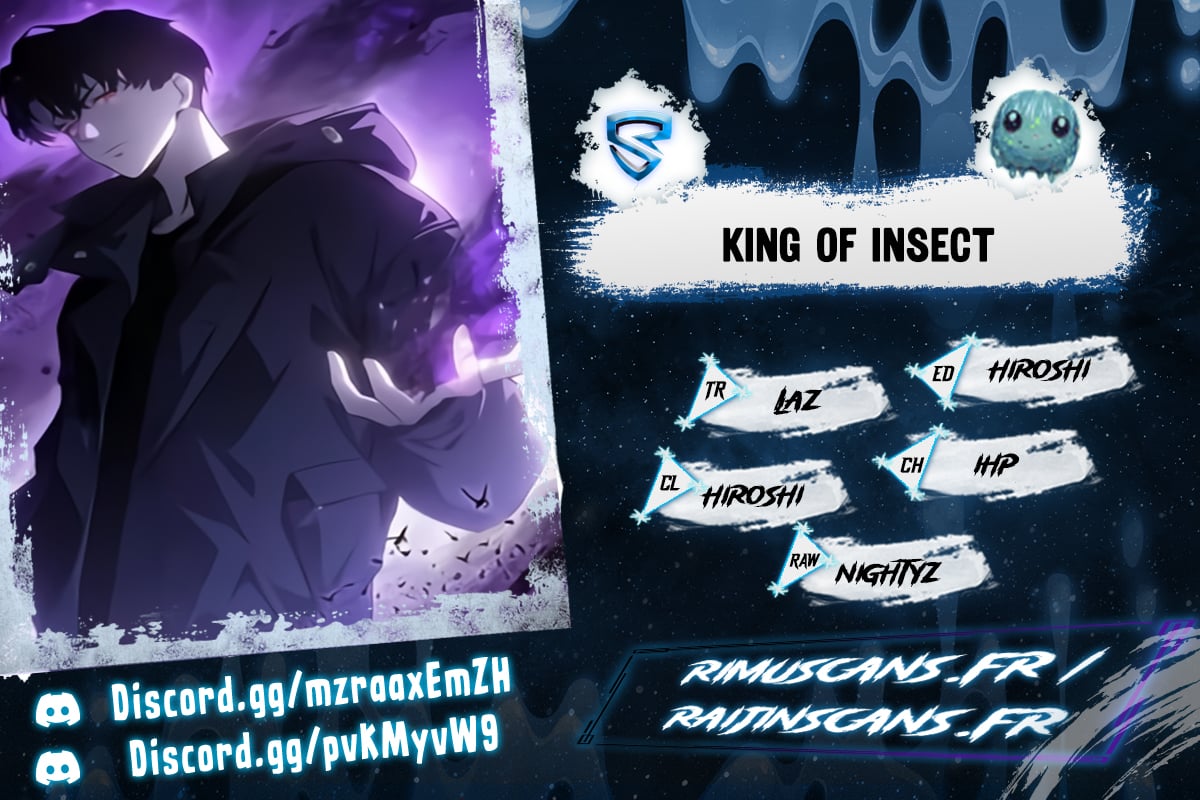 KING OF INSECT
TR LAZ
ED HIROSHI
CL HIROSHI
CH IHP
RAW NIGHTYZ
Discord.gg/mzraaxEmZH
Discord.gg/pvKMyvW9
RIMUSCANS.FR /
RAIJINSCANS.FR